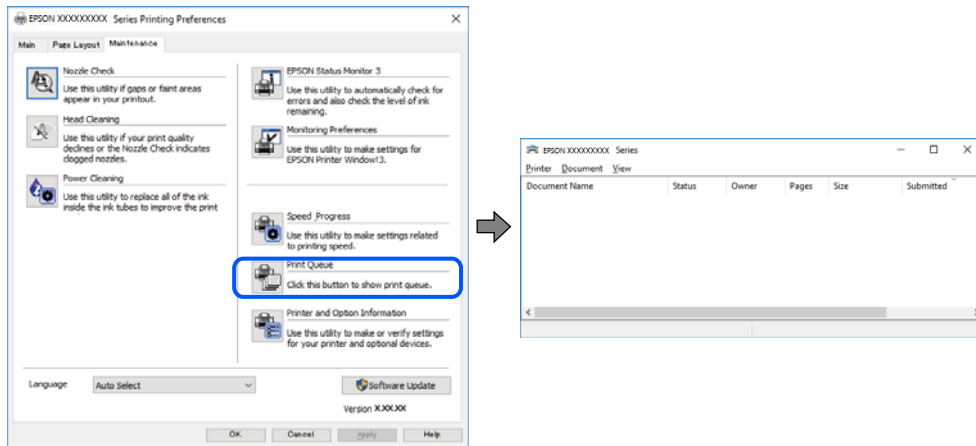 EPSON XXXXXXXXX Series Printing Preferences
Main Page Layout Maintenance
Nozzle Check
Use this utility if gaps or faint areas
appear in your printout.
Head Cleaning
Use this utility if your print quality
declines or the Nozzle Check indicates
clogged nozzles.
Power Cleaning
Use this utility to replace all of the ink
inside the ink tubes to improve the print
EPSON Status Monitor 3
Use this utility to automatically check for
errors and also check the level of ink
remaining.
Monitoring Preferences
Use this utility to make settings for
EPSON Printer Window!3.
Speed_Progress
Use this utility to make settings related
to printing speed.
Print Queue
Click this button to show print queue.
Printer and Option Information
Use this utility to make or verify settings
for your printer and optional devices.
Language Auto Select Software Update
Version X.XX.XX
OK Cancel Apply Help
EPSON XXXXXXXXX Series
Printer Document View
Document Name Status Owner Pages Size Submitted